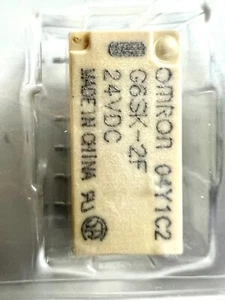 OMRON 04Y1C2
G6SK-2F
24VDC
MADE IN CHINA